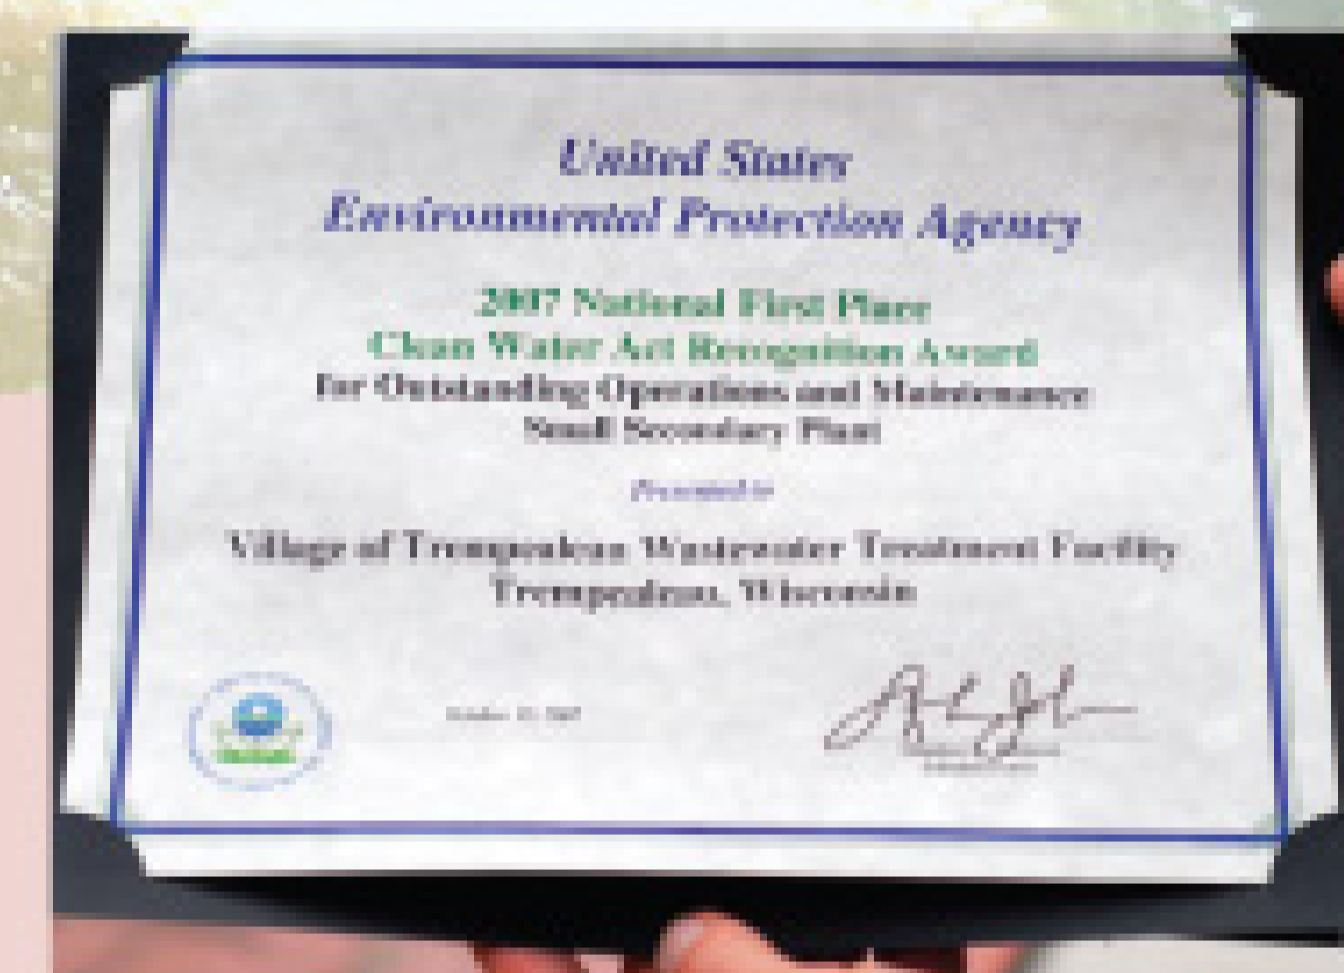 United States
Environmental Protection Agency
2007 National First Place
Clean Water Act Recognition Award
for Outstanding Operations and Maintenance
Small Secondary Plant
Presented to
Village of Trempealeau Wastewater Treatment Facility
Trempealeau, Wisconsin